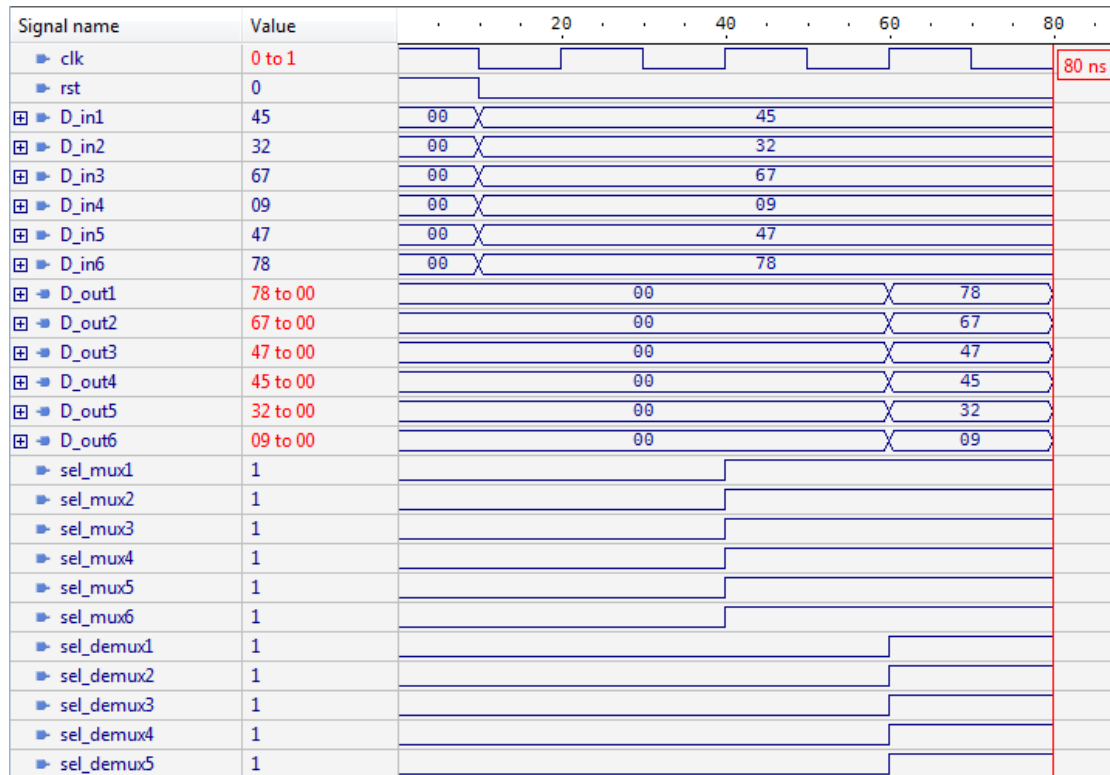 Signal name Value 20 40 60 80
clk 0 to 1 80 ns
rst 0
D_in1 45 00 45
D_in2 32 00 32
D_in3 67 00 67
D_in4 09 00 09
D_in5 47 00 47
D_in6 78 00 78
D_out1 78 to 00 00 78
D_out2 67 to 00 00 67
D_out3 47 to 00 00 47
D_out4 45 to 00 00 45
D_out5 32 to 00 00 32
D_out6 09 to 00 00 09
sel_mux1 1
sel_mux2 1
sel_mux3 1
sel_mux4 1
sel_mux5 1
sel_mux6 1
sel_demux1 1
sel_demux2 1
sel_demux3 1
sel_demux4 1
sel_demux5 1